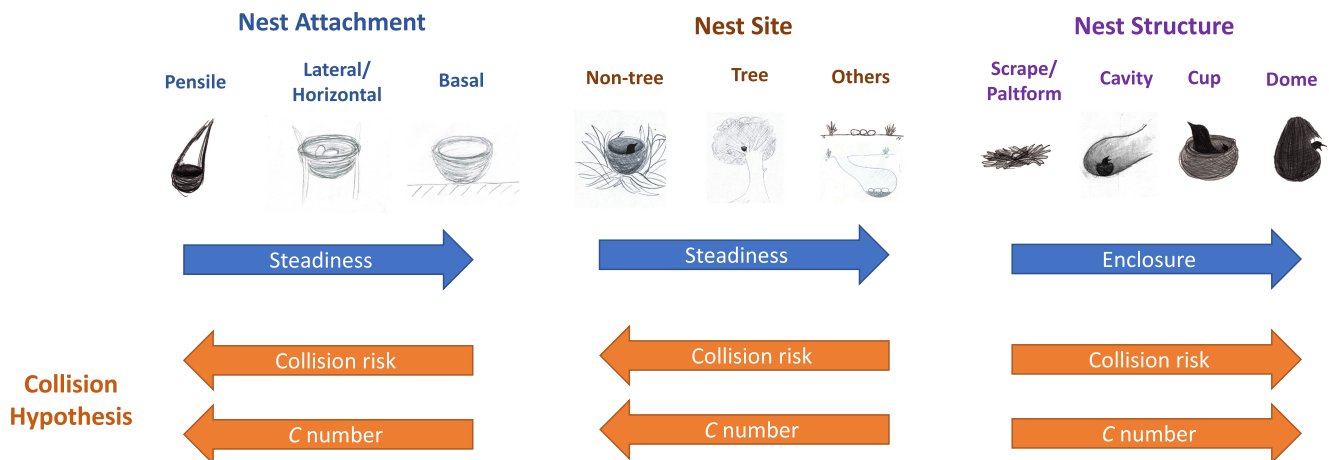 Nest Attachment
Pensile
Lateral/
Horizontal
Basal
Steadiness
Collision risk
C number
Nest Site
Non-tree
Tree
Others
Steadiness
Collision risk
C number
Nest Structure
Scrape/
Paltform
Cavity
Cup
Dome
Enclosure
Collision risk
C number
Collision
Hypothesis